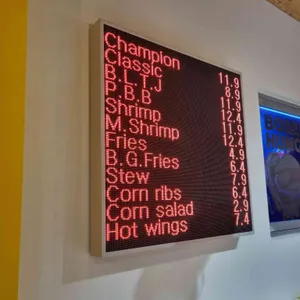 Champion 11.9
Classic 8.9
B.L.T.J 11.9
P.B.B 12.4
Shrimp 11.9
M.Shrimp 12.4
Fries 4.9
B.G.Fries 6.4
Stew 7.9
Corn ribs 6.4
Corn salad 2.9
Hot wings 7.4